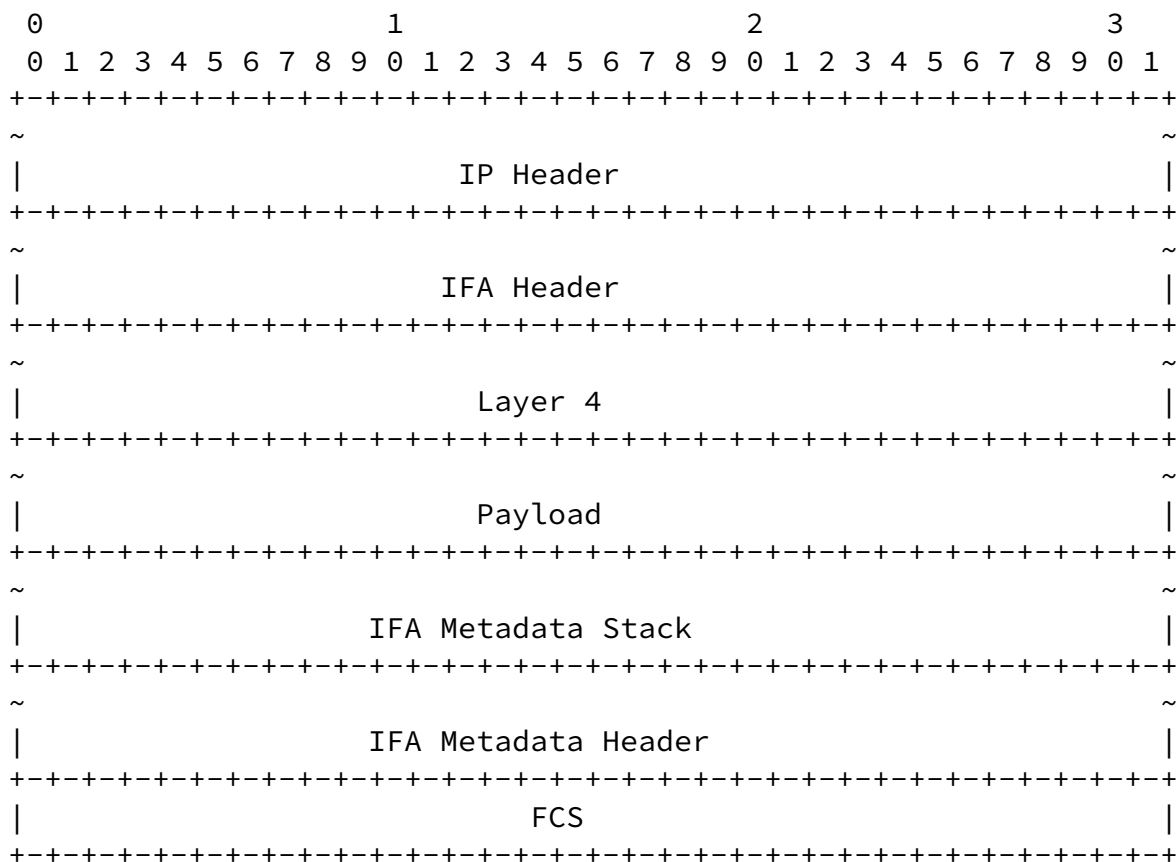 0                   1                   2                   3
 0 1 2 3 4 5 6 7 8 9 0 1 2 3 4 5 6 7 8 9 0 1 2 3 4 5 6 7 8 9 0 1
+-+-+-+-+-+-+-+-+-+-+-+-+-+-+-+-+-+-+-+-+-+-+-+-+-+-+-+-+-+-+-+-+
~                                                               ~
|                        IP Header                              |
+-+-+-+-+-+-+-+-+-+-+-+-+-+-+-+-+-+-+-+-+-+-+-+-+-+-+-+-+-+-+-+-+
~                                                               ~
|                       IFA Header                              |
+-+-+-+-+-+-+-+-+-+-+-+-+-+-+-+-+-+-+-+-+-+-+-+-+-+-+-+-+-+-+-+-+
~                                                               ~
|                         Layer 4                               |
+-+-+-+-+-+-+-+-+-+-+-+-+-+-+-+-+-+-+-+-+-+-+-+-+-+-+-+-+-+-+-+-+
~                                                               ~
|                         Payload                               |
+-+-+-+-+-+-+-+-+-+-+-+-+-+-+-+-+-+-+-+-+-+-+-+-+-+-+-+-+-+-+-+-+
~                                                               ~
|                   IFA Metadata Stack                          |
+-+-+-+-+-+-+-+-+-+-+-+-+-+-+-+-+-+-+-+-+-+-+-+-+-+-+-+-+-+-+-+-+
~                                                               ~
|                   IFA Metadata Header                         |
+-+-+-+-+-+-+-+-+-+-+-+-+-+-+-+-+-+-+-+-+-+-+-+-+-+-+-+-+-+-+-+-+
|                            FCS                                |
+-+-+-+-+-+-+-+-+-+-+-+-+-+-+-+-+-+-+-+-+-+-+-+-+-+-+-+-+-+-+-+-+